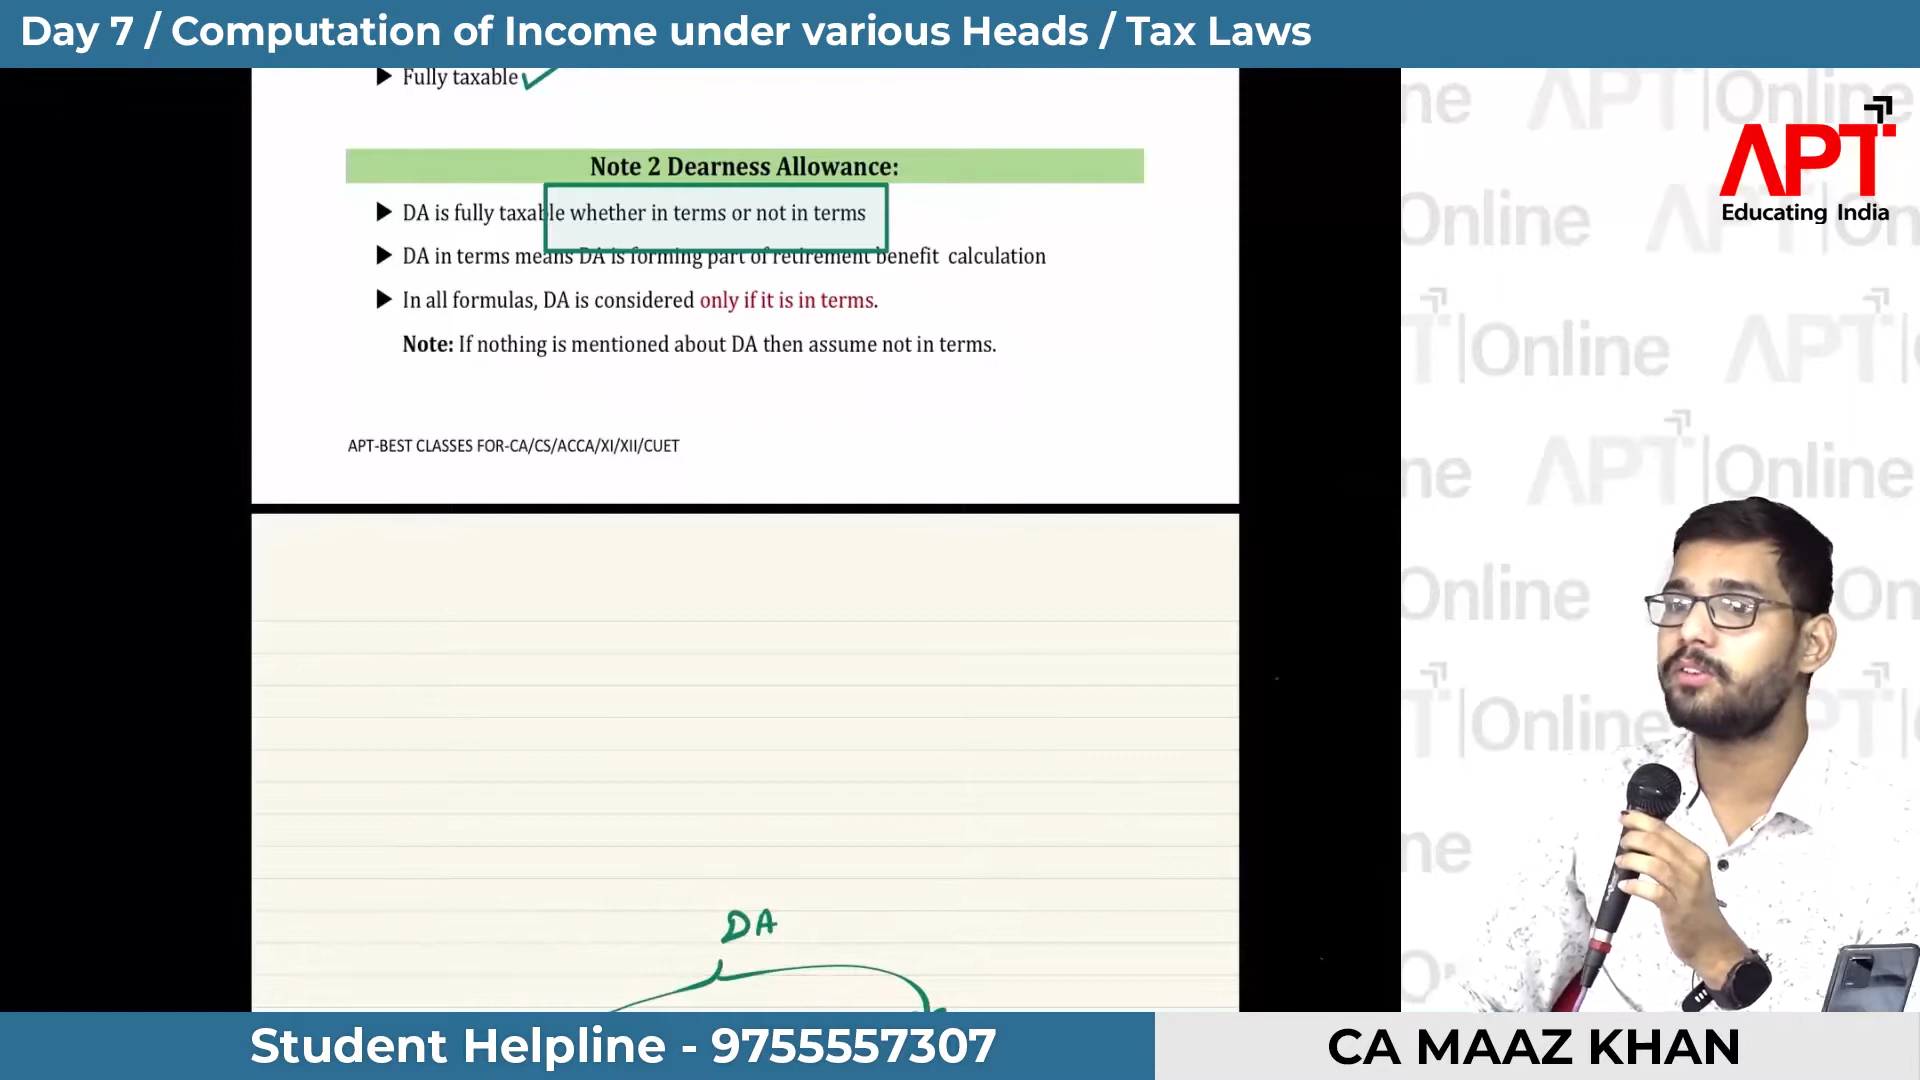 Day 7 / Computation of Income under various Heads / Tax Laws
▶ Fully taxable
Note 2 Dearness Allowance:
▶ DA is fully taxable whether in terms or not in terms
▶ DA in terms means DA is forming part of retirement benefit calculation
▶ In all formulas, DA is considered only if it is in terms.
Note: If nothing is mentioned about DA then assume not in terms.
APT-BEST CLASSES FOR-CA/CS/ACCA/XI/XII/CUET
DA
APT
Educating India
APT|Online
Student Helpline - 9755557307
CA MAAZ KHAN